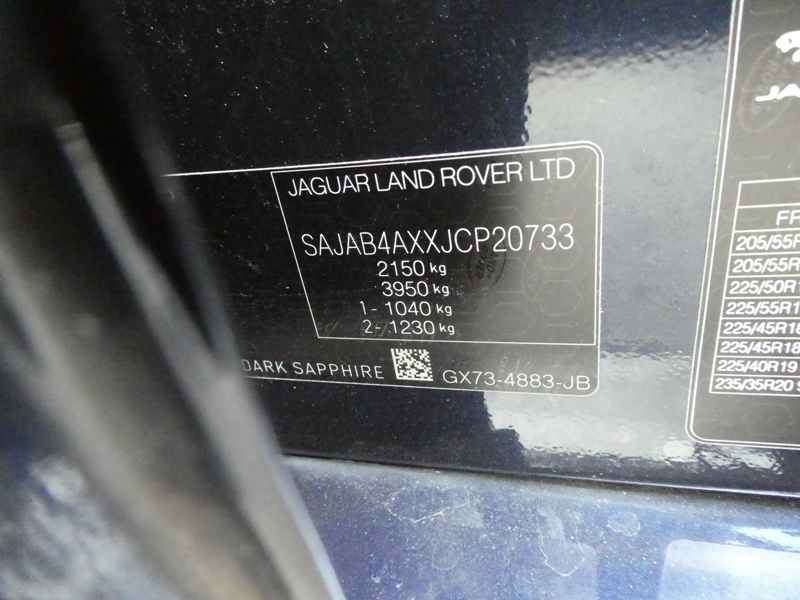 JAGUAR LAND ROVER LTD
SAJAB4AXXJCP20733
2150 kg
3950 kg
1- 1040 kg
2- 1230 kg
DARK SAPPHIRE
GX73-4883-JB
205/55R
205/55R
225/50R1
225/55R1
225/45R18
225/45R18
225/40R19
235/35R20